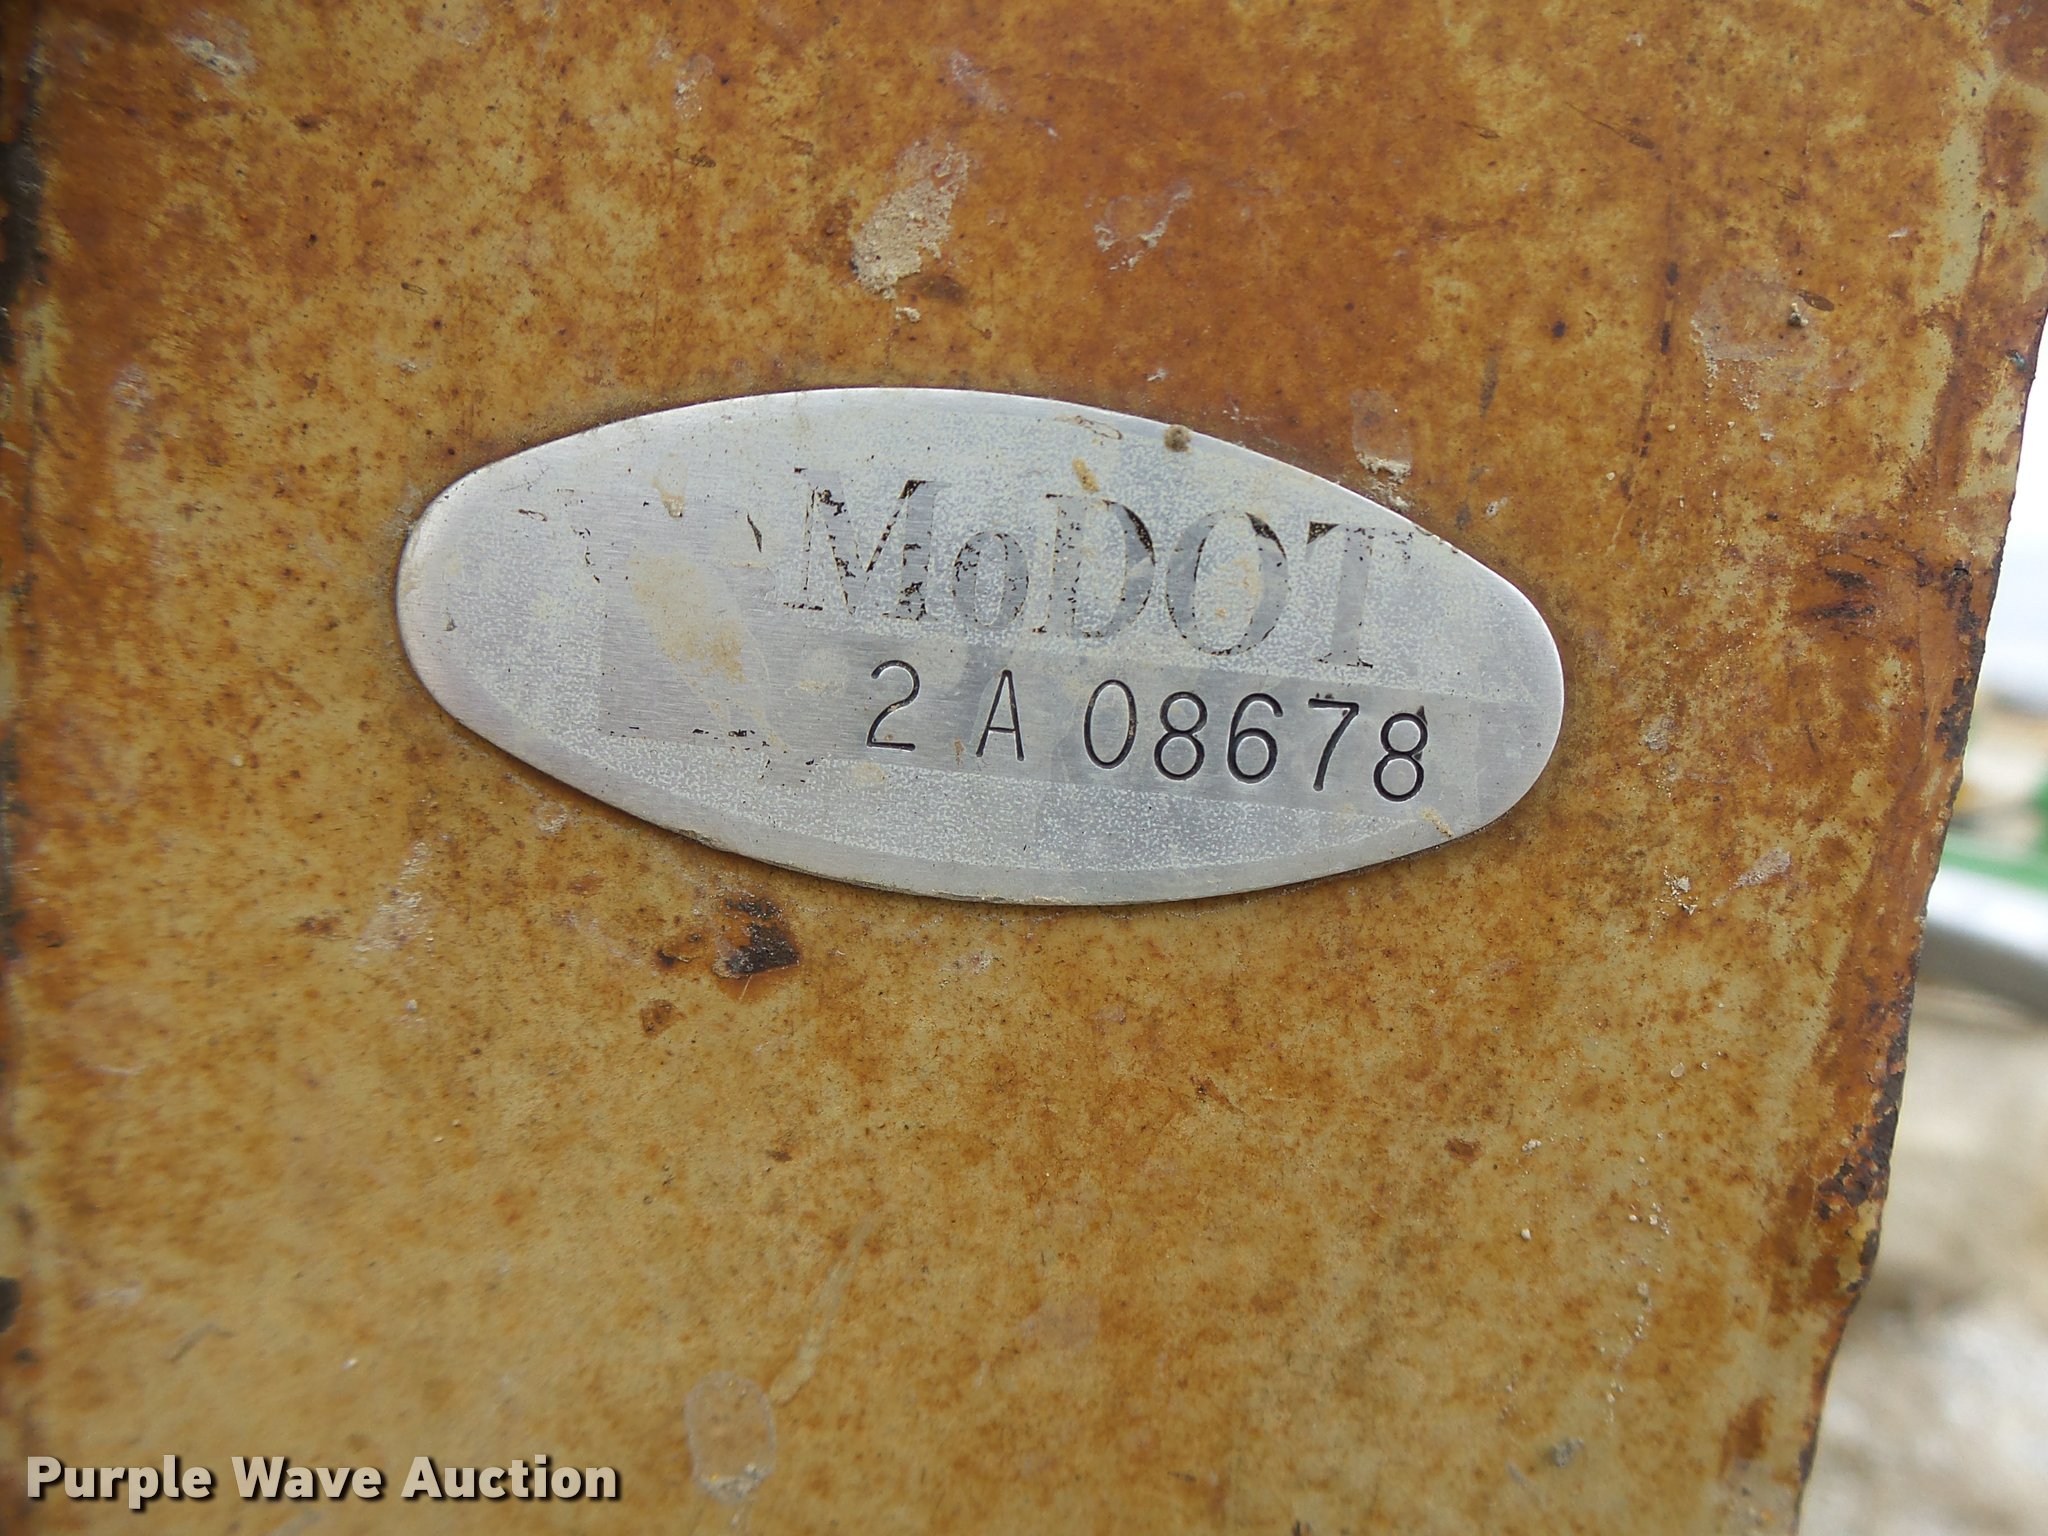 MoDOT
2 A 08678
Purple Wave Auction